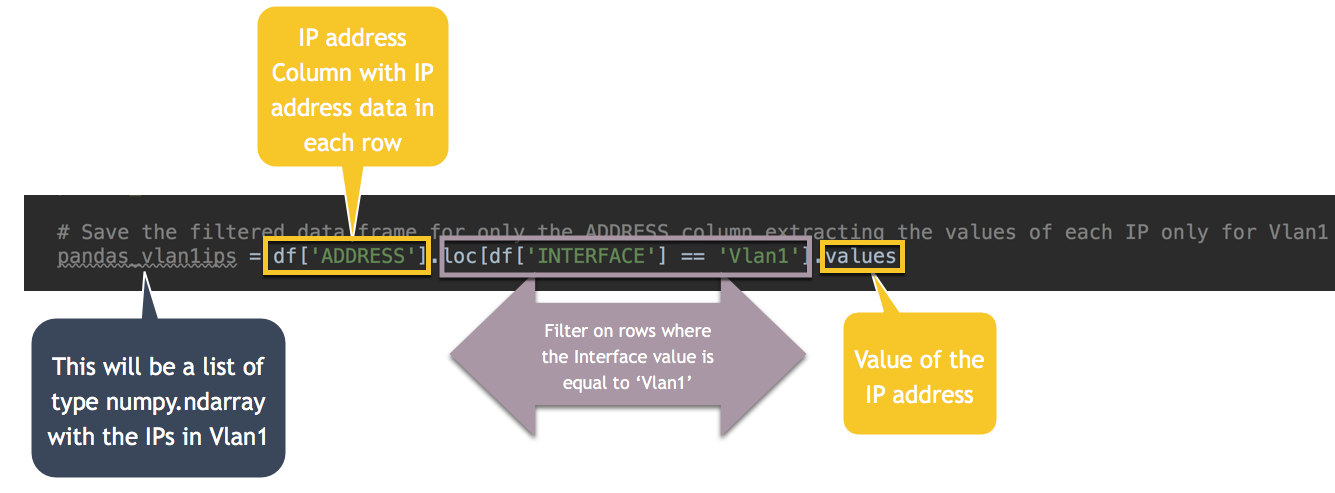 IP address
Column with IP
address data in
each row
# Save the filtered data frame for only the ADDRESS column extracting the values of each IP only for Vlan1
pandas_vlan1ips = df['ADDRESS'].loc[df['INTERFACE'] == 'Vlan1'].values
Filter on rows where
the Interface value is
equal to ‘Vlan1’
This will be a list of
type numpy.ndarray
with the IPs in Vlan1
Value of the
IP address